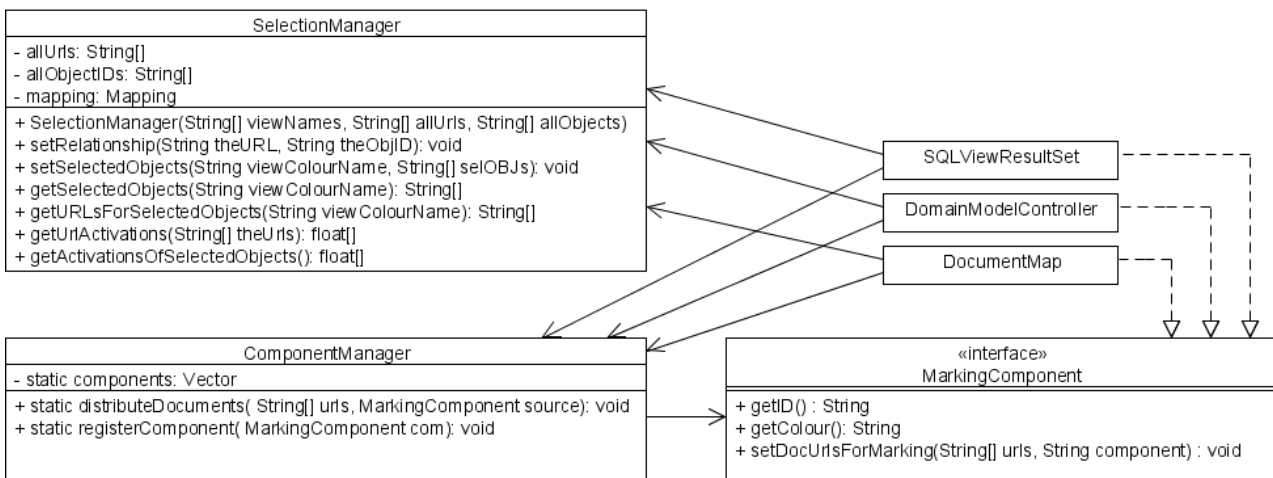 SelectionManager
- allUrls: String[]
- allObjectIDs: String[]
- mapping: Mapping
+ SelectionManager(String[] viewNames, String[] allUrls, String[] allObjects)
+ setRelationship(String theURL, String theObjID): void
+ setSelectedObjects(String viewColourName, String[] selOBJs): void
+ getSelectedObjects(String viewColorName): String[]
+ getURLsForSelectedObjects(String viewColorName): String[]
+ getUrlActivations(String[] theUrls): float[]
+ getActivationsOfSelectedObjects(): float[]
SQLViewResultSet
DomainModelController
DocumentMap
ComponentManager
- static components: Vector
+ static distributeDocuments( String[] urls, MarkingComponent source): void
+ static registerComponent( MarkingComponent com): void
«interface»
MarkingComponent
+ getID() : String
+ getColour(): String
+ setDocUrlsForMarking(String[] urls, String component) : void